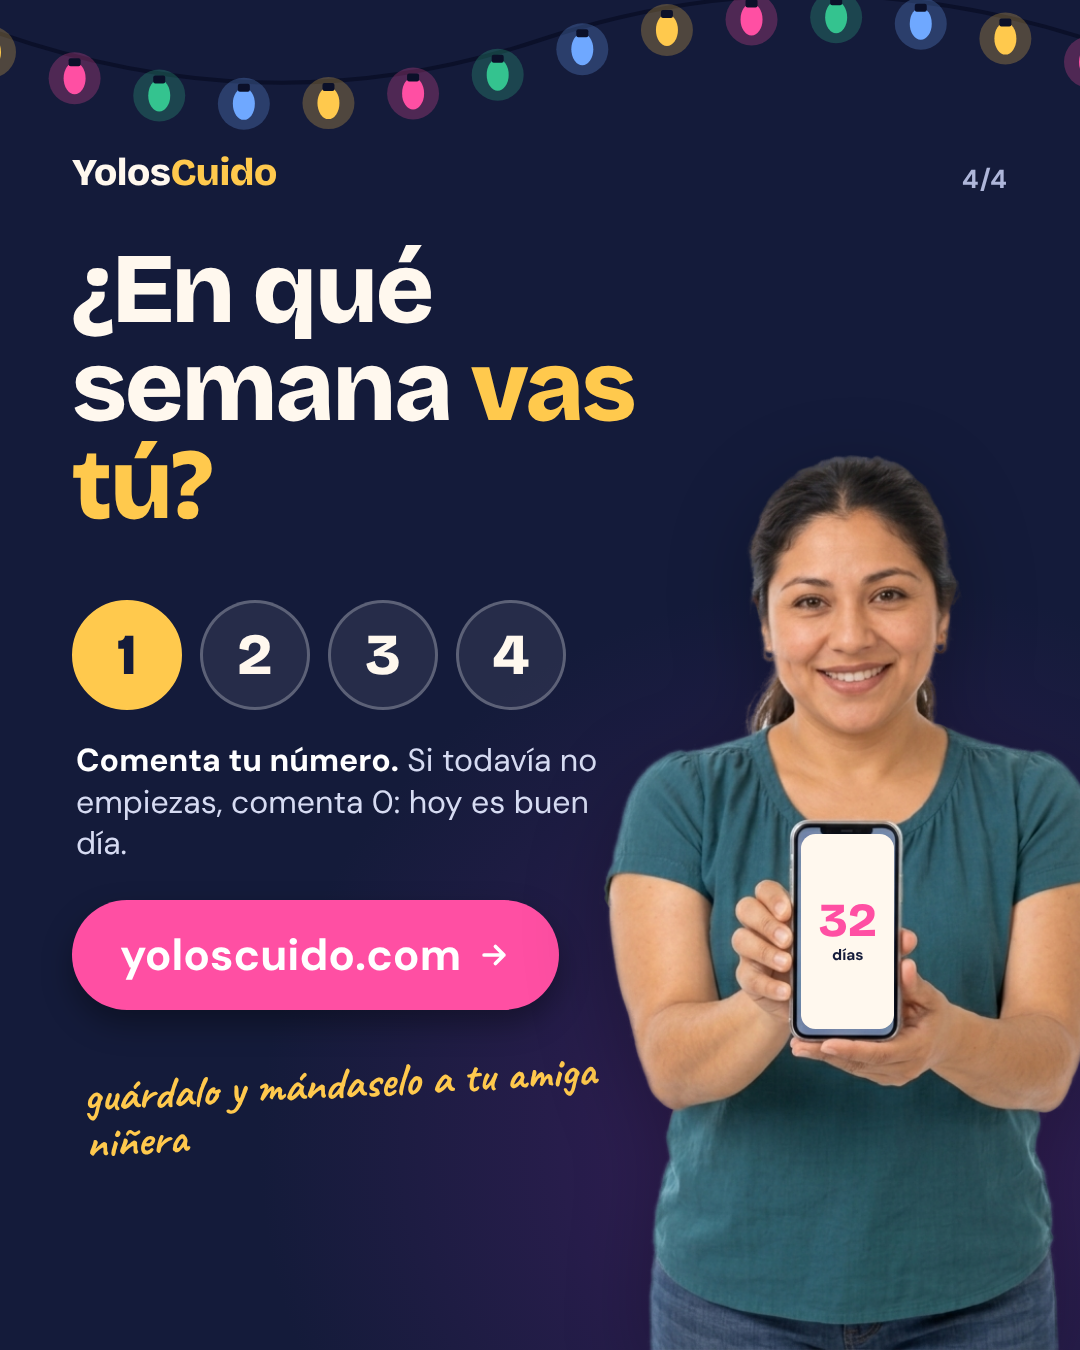 YolosCuido
4/4
¿En qué
semana vas
tú?
1 2 3 4
Comenta tu número. Si todavía no
empiezas, comenta 0: hoy es buen
día.
yoloscuido.com →
32
días
guárdalo y mándaselo a tu amiga
niñera